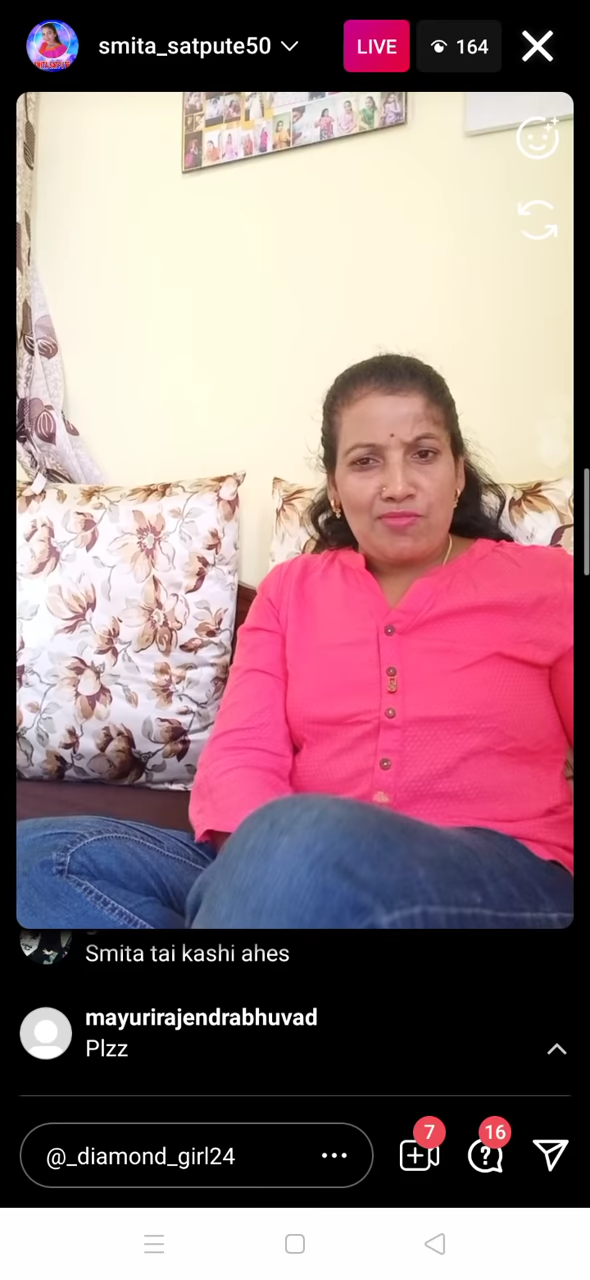 smita_satpute50
LIVE
164
Smita tai kashi ahes
mayurirajendrabhuvad
Plzz
7
16
@_diamond_girl24